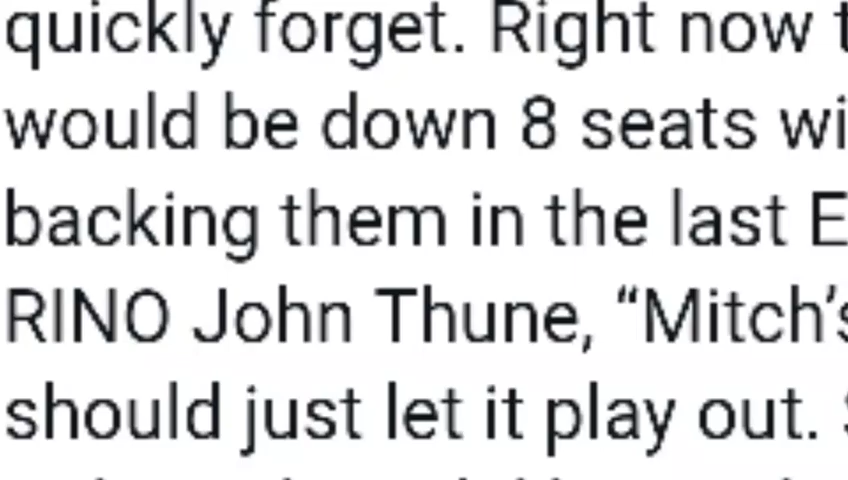 quickly forget. Right now t
would be down 8 seats wi
backing them in the last E
RINO John Thune, “Mitch’s
should just let it play out. S